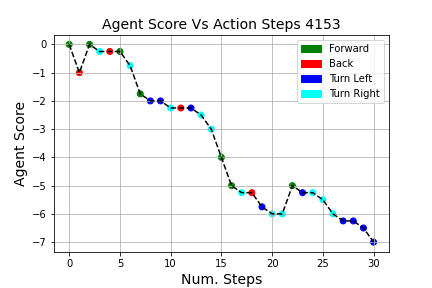 Agent Score Vs Action Steps 4153
Agent Score
0
−1
−2
−3
−4
−5
−6
−7
Forward
Back
Turn Left
Turn Right
0 5 10 15 20 25 30
Num. Steps